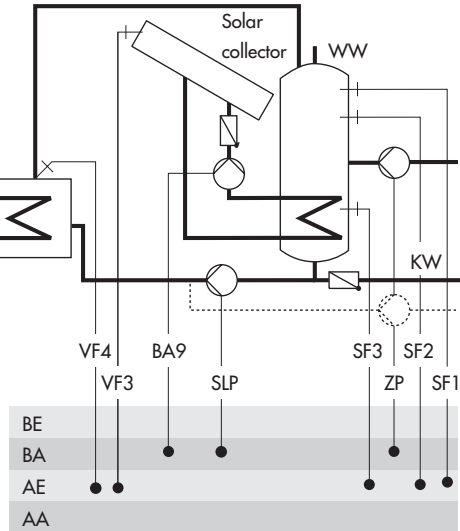 Solar
collector
WW
KW
VF4 BA9 SF3 SF2
VF3 SLP ZP SF1
BE
BA
AE
AA